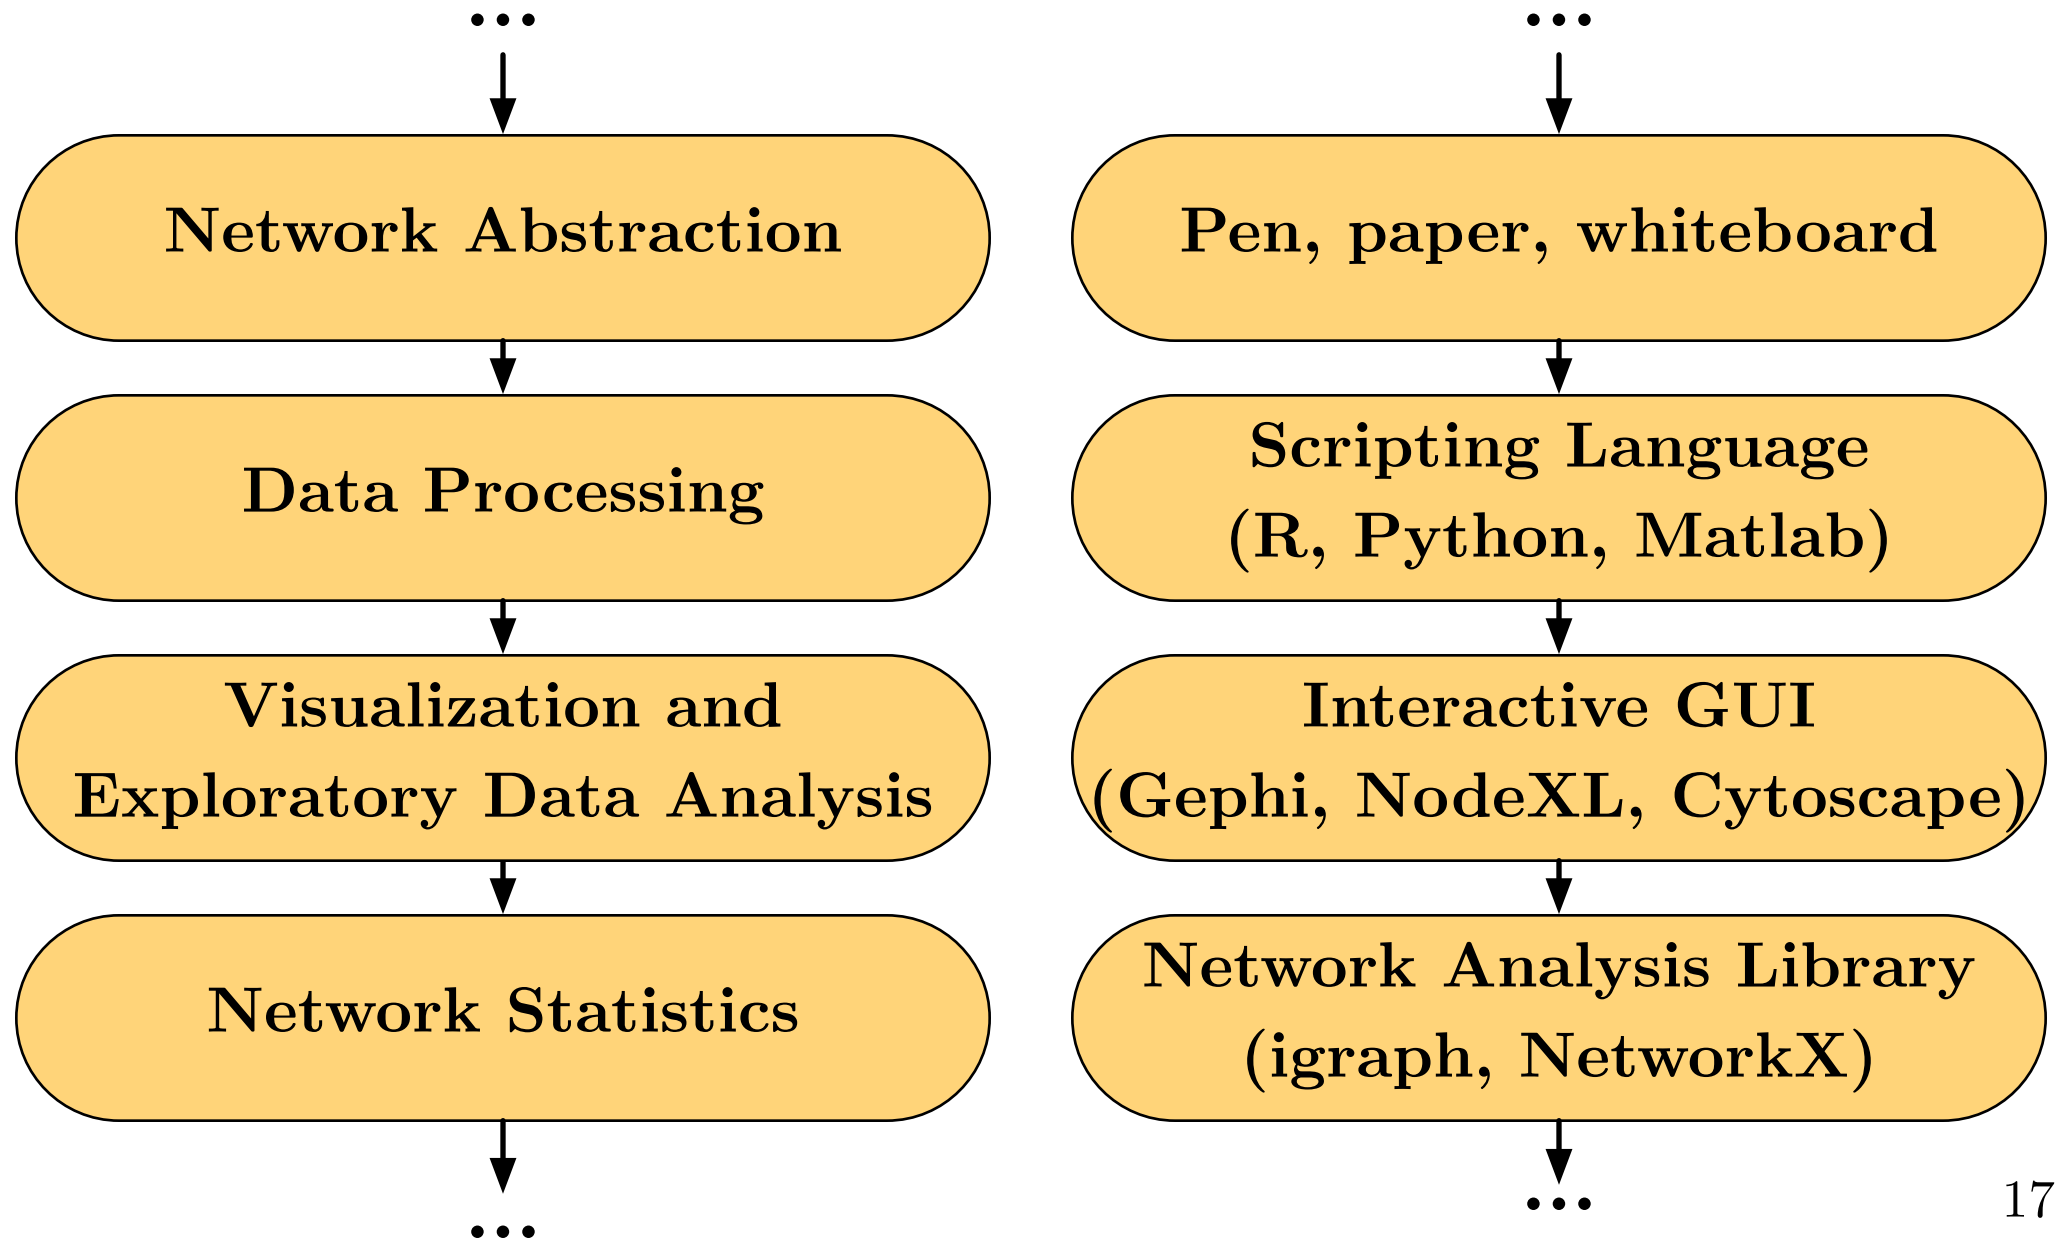 ...
Network Abstraction
Data Processing
Visualization and
Exploratory Data Analysis
Network Statistics
...
...
Pen, paper, whiteboard
Scripting Language
(R, Python, Matlab)
Interactive GUI
(Gephi, NodeXL, Cytoscape)
Network Analysis Library
(igraph, NetworkX)
...
17